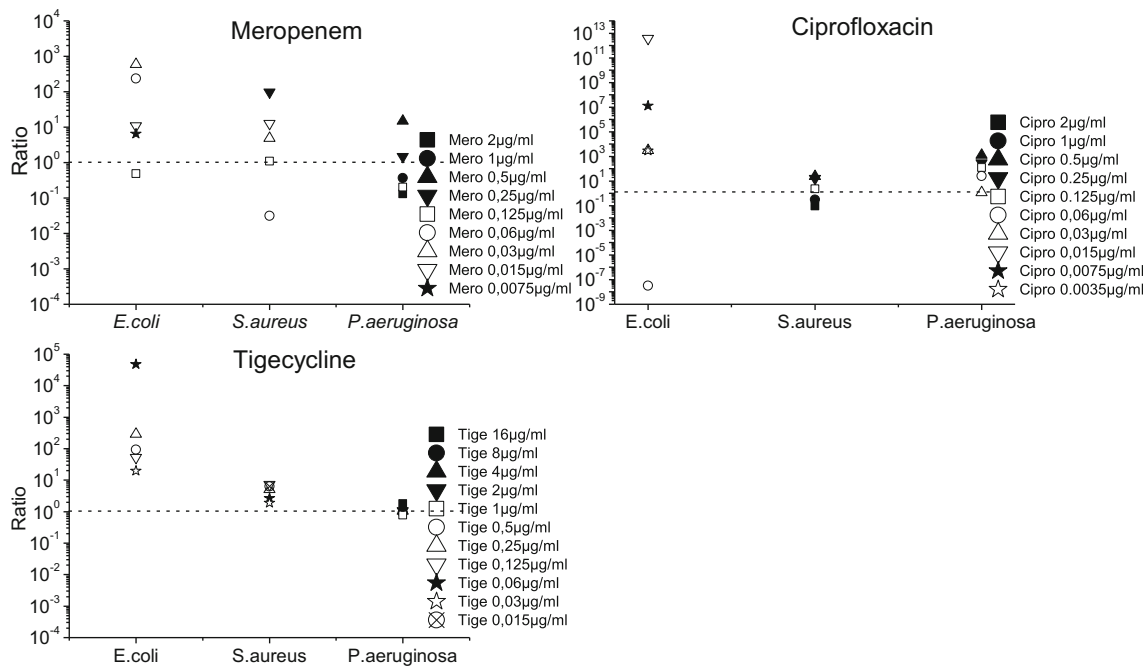 Meropenem
10^4
10^3
10^2
10^1
10^0
10^-1
10^-2
10^-3
10^-4
Ratio
E.coli
S.aureus
P.aeruginosa
Mero 2µg/ml
Mero 1µg/ml
Mero 0,5µg/ml
Mero 0,25µg/ml
Mero 0,125µg/ml
Mero 0,06µg/ml
Mero 0,03µg/ml
Mero 0,015µg/ml
Mero 0,0075µg/ml
Ciprofloxacin
10^13
10^11
10^9
10^7
10^5
10^3
10^1
10^-1
10^-3
10^-5
10^-7
10^-9
E.coli
S.aureus
P.aeruginosa
Cipro 2µg/ml
Cipro 1µg/ml
Cipro 0.5µg/ml
Cipro 0.25µg/ml
Cipro 0.125µg/ml
Cipro 0,06µg/ml
Cipro 0,03µg/ml
Cipro 0,015µg/ml
Cipro 0,0075µg/ml
Cipro 0.0035µg/ml
Tigecycline
10^5
10^4
10^3
10^2
10^1
10^0
10^-1
10^-2
10^-3
10^-4
Ratio
E.coli
S.aureus
P.aeruginosa
Tige 16µg/ml
Tige 8µg/ml
Tige 4µg/ml
Tige 2µg/ml
Tige 1µg/ml
Tige 0,5µg/ml
Tige 0,25µg/ml
Tige 0,125µg/ml
Tige 0,06µg/ml
Tige 0,03µg/ml
Tige 0,015µg/ml